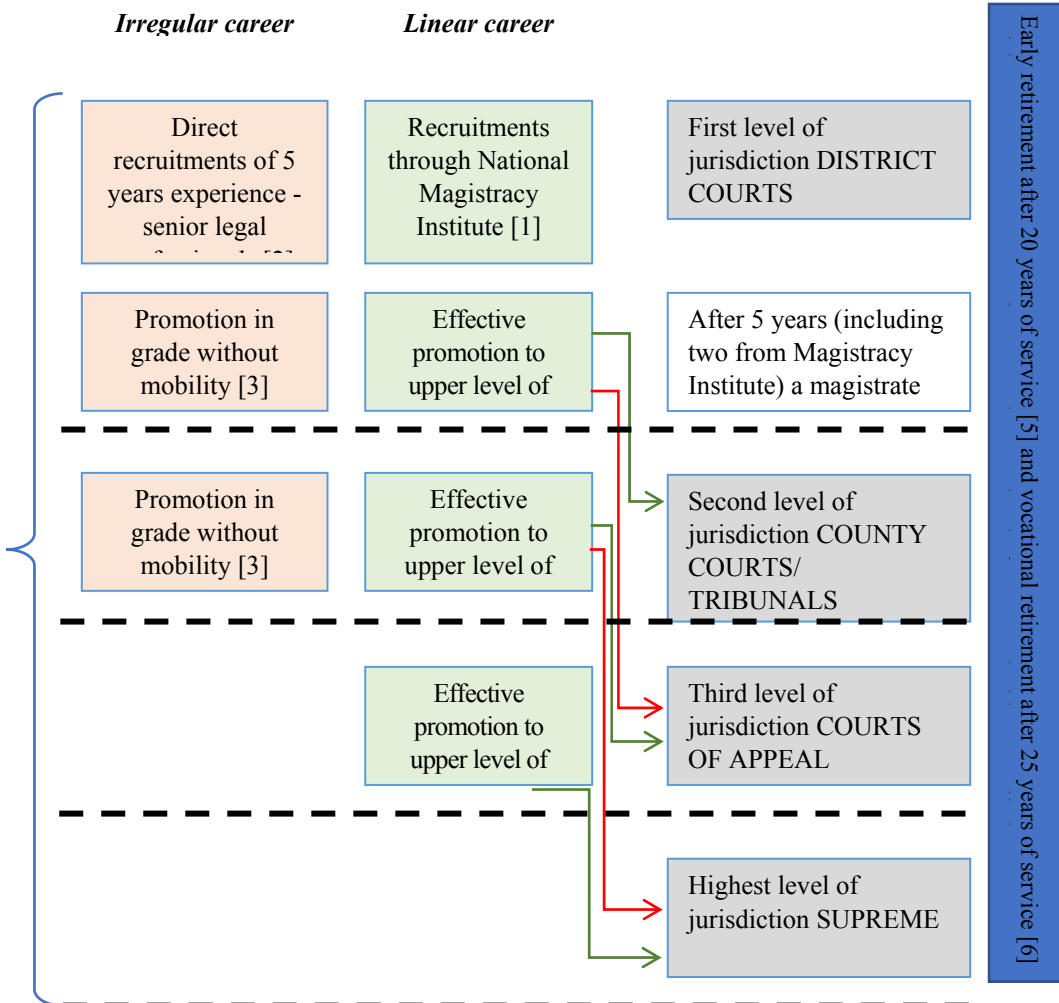 Irregular career
Linear career
Direct
recruitments of 5
years experience -
senior legal
Recruitments
through National
Magistracy
Institute [1]
First level of
jurisdiction DISTRICT
COURTS
Promotion in
grade without
mobility [3]
Effective
promotion to
upper level of
After 5 years (including
two from Magistracy
Institute) a magistrate
Promotion in
grade without
mobility [3]
Effective
promotion to
upper level of
Second level of
jurisdiction COUNTY
COURTS/
TRIBUNALS
Effective
promotion to
upper level of
Third level of
jurisdiction COURTS
OF APPEAL
Highest level of
jurisdiction SUPREME
Early retirement after 20 years of service [5] and vocational retirement after 25 years of service [6]